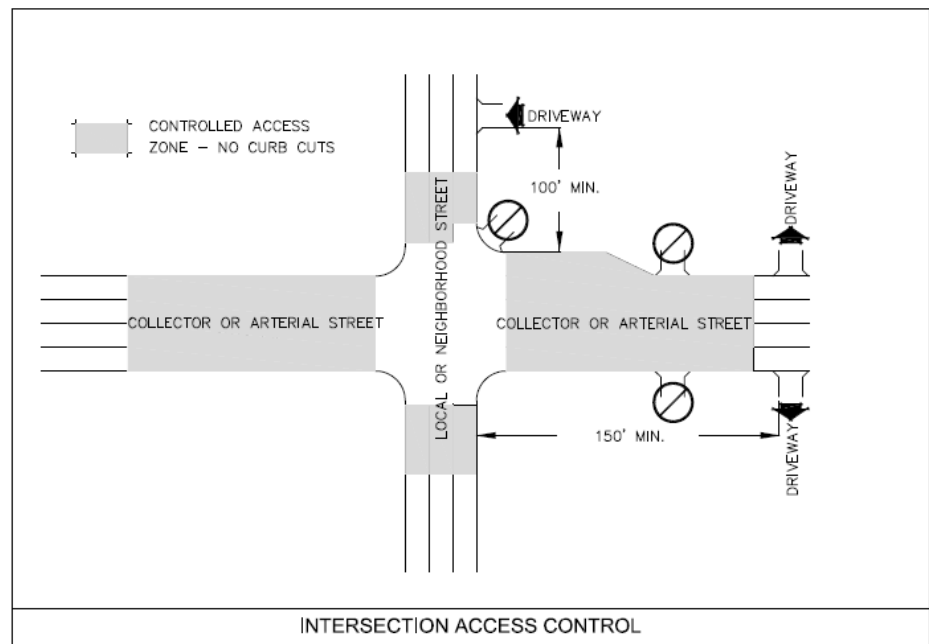 CONTROLLED ACCESS
ZONE – NO CURB CUTS
DRIVEWAY
100' MIN.
DRIVEWAY
LOCAL OR NEIGHBORHOOD STREET
COLLECTOR OR ARTERIAL STREET
COLLECTOR OR ARTERIAL STREET
150' MIN.
DRIVEWAY
INTERSECTION ACCESS CONTROL